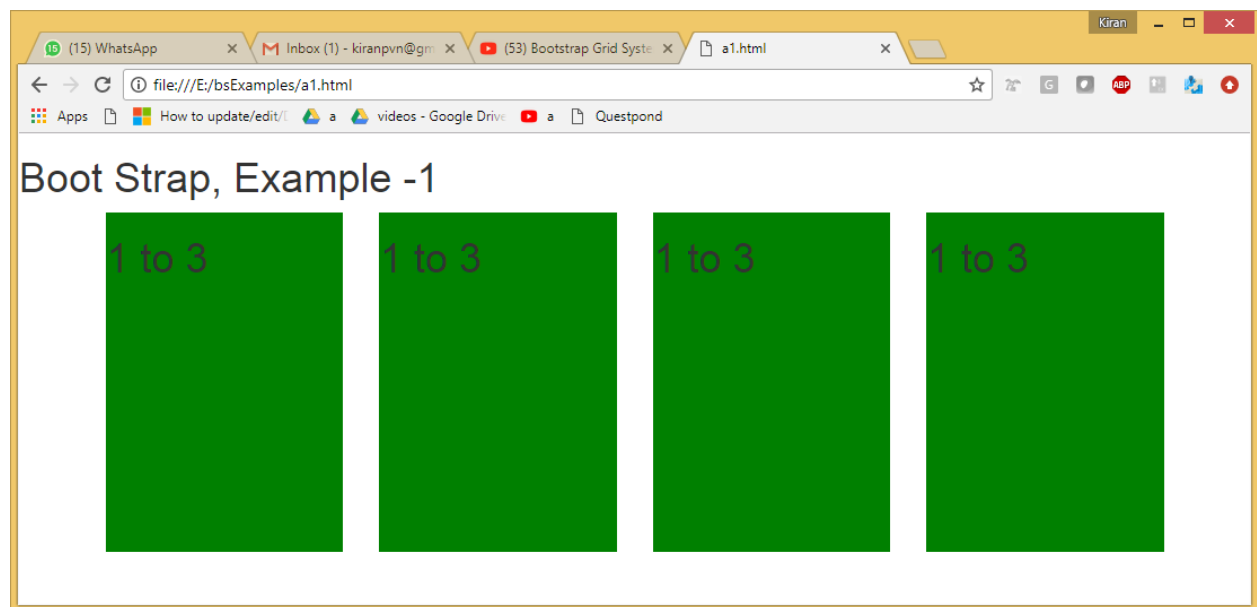 Kiran
(15) WhatsApp
Inbox (1) - kiranpvn@gm
(53) Bootstrap Grid Syste
a1.html
file:///E:/bsExamples/a1.html
G
ABP
Apps
How to update/edit/
a
videos - Google Drive
a
Questpond
Boot Strap, Example -1
1 to 3
1 to 3
1 to 3
1 to 3